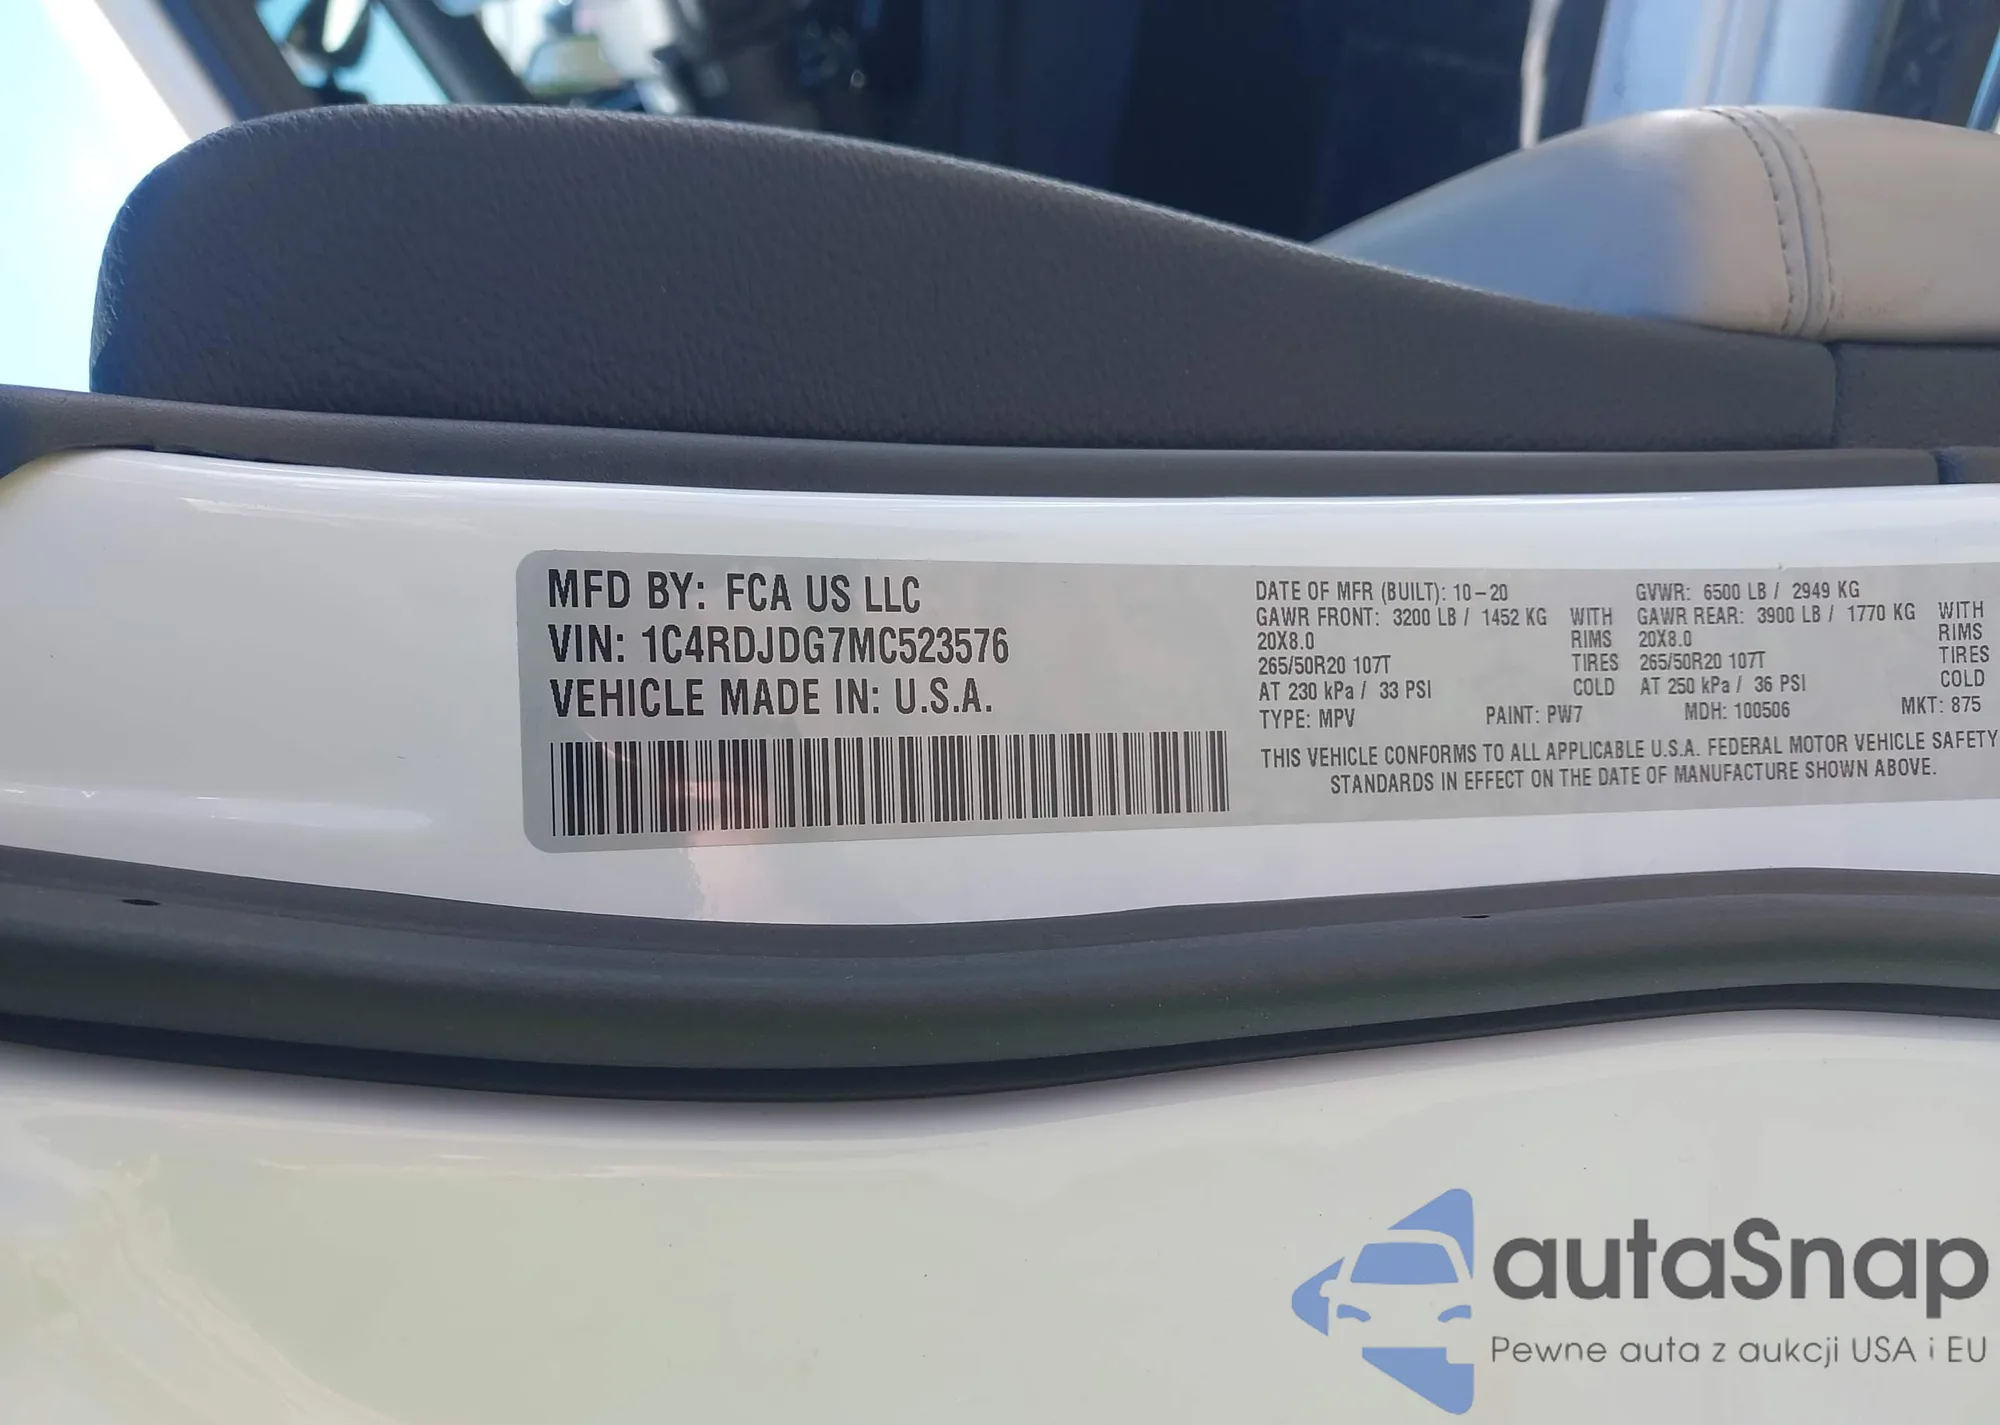 MFD BY: FCA US LLC
VIN: 1C4RDJDG7MC523576
VEHICLE MADE IN: U.S.A.
DATE OF MFR (BUILT): 10-20 GVWR: 6500 LB / 2949 KG
GAWR FRONT: 3200 LB / 1452 KG WITH GAWR REAR: 3900 LB / 1770 KG WITH
20X8.0 RIMS 20X8.0 RIMS
265/50R20 107T TIRES 265/50R20 107T TIRES
AT 230 kPa / 33 PSI COLD AT 250 kPa / 36 PSI COLD
TYPE: MPV PAINT: PW7 MDH: 100506 MKT: 875
THIS VEHICLE CONFORMS TO ALL APPLICABLE U.S.A. FEDERAL MOTOR VEHICLE SAFETY
STANDARDS IN EFFECT ON THE DATE OF MANUFACTURE SHOWN ABOVE.
autaSnap
Pewne auta z aukcji USA i EU